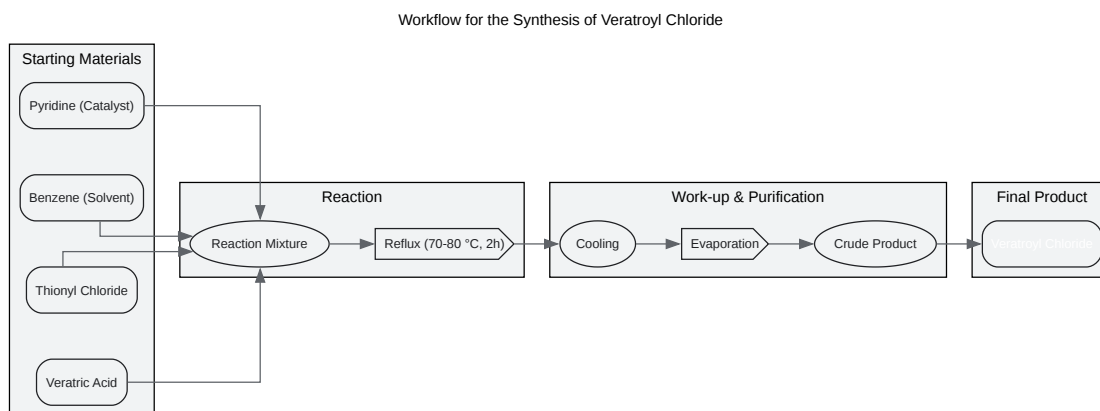 Workflow for the Synthesis of Veratroyl Chloride
Starting Materials
Pyridine (Catalyst)
Benzene (Solvent)
Thionyl Chloride
Veratric Acid
Reaction
Reaction Mixture
Reflux (70-80 °C, 2h)
Work-up & Purification
Cooling
Evaporation
Crude Product
Final Product
Veratroyl Chloride